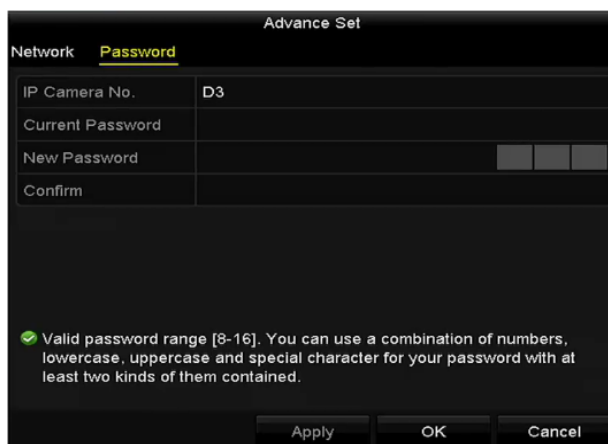 Advance Set
Network Password
IP Camera No. D3
Current Password
New Password
Confirm
Valid password range [8-16]. You can use a combination of numbers,
lowercase, uppercase and special character for your password with at
least two kinds of them contained.
Apply OK Cancel